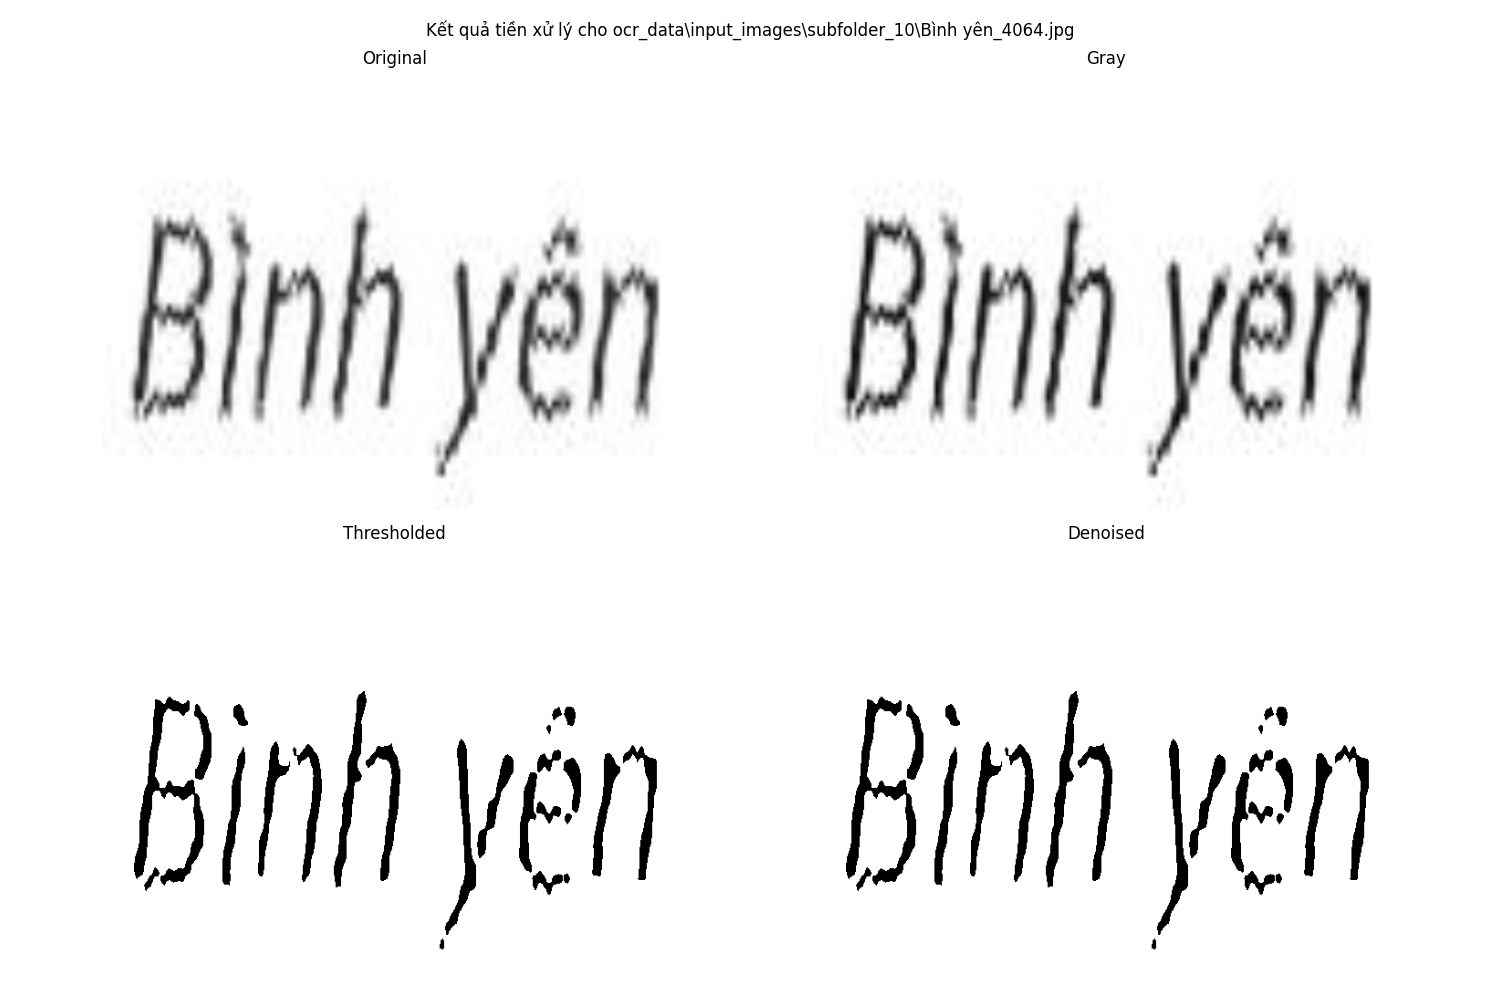 Kết quả tiền xử lý cho ocr_data\input_images\subfolder_10\Bình yên_4064.jpg
Original
Gray
Bình yên
Bình yên
Thresholded
Denoised
Bình yên
Bình yên